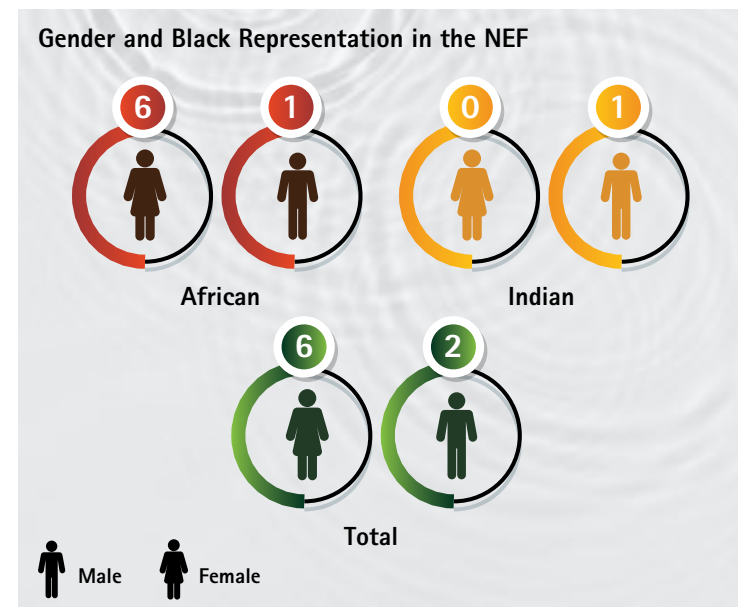 Gender and Black Representation in the NEF
6 1 0 1
African Indian
6 2
Total
Male Female